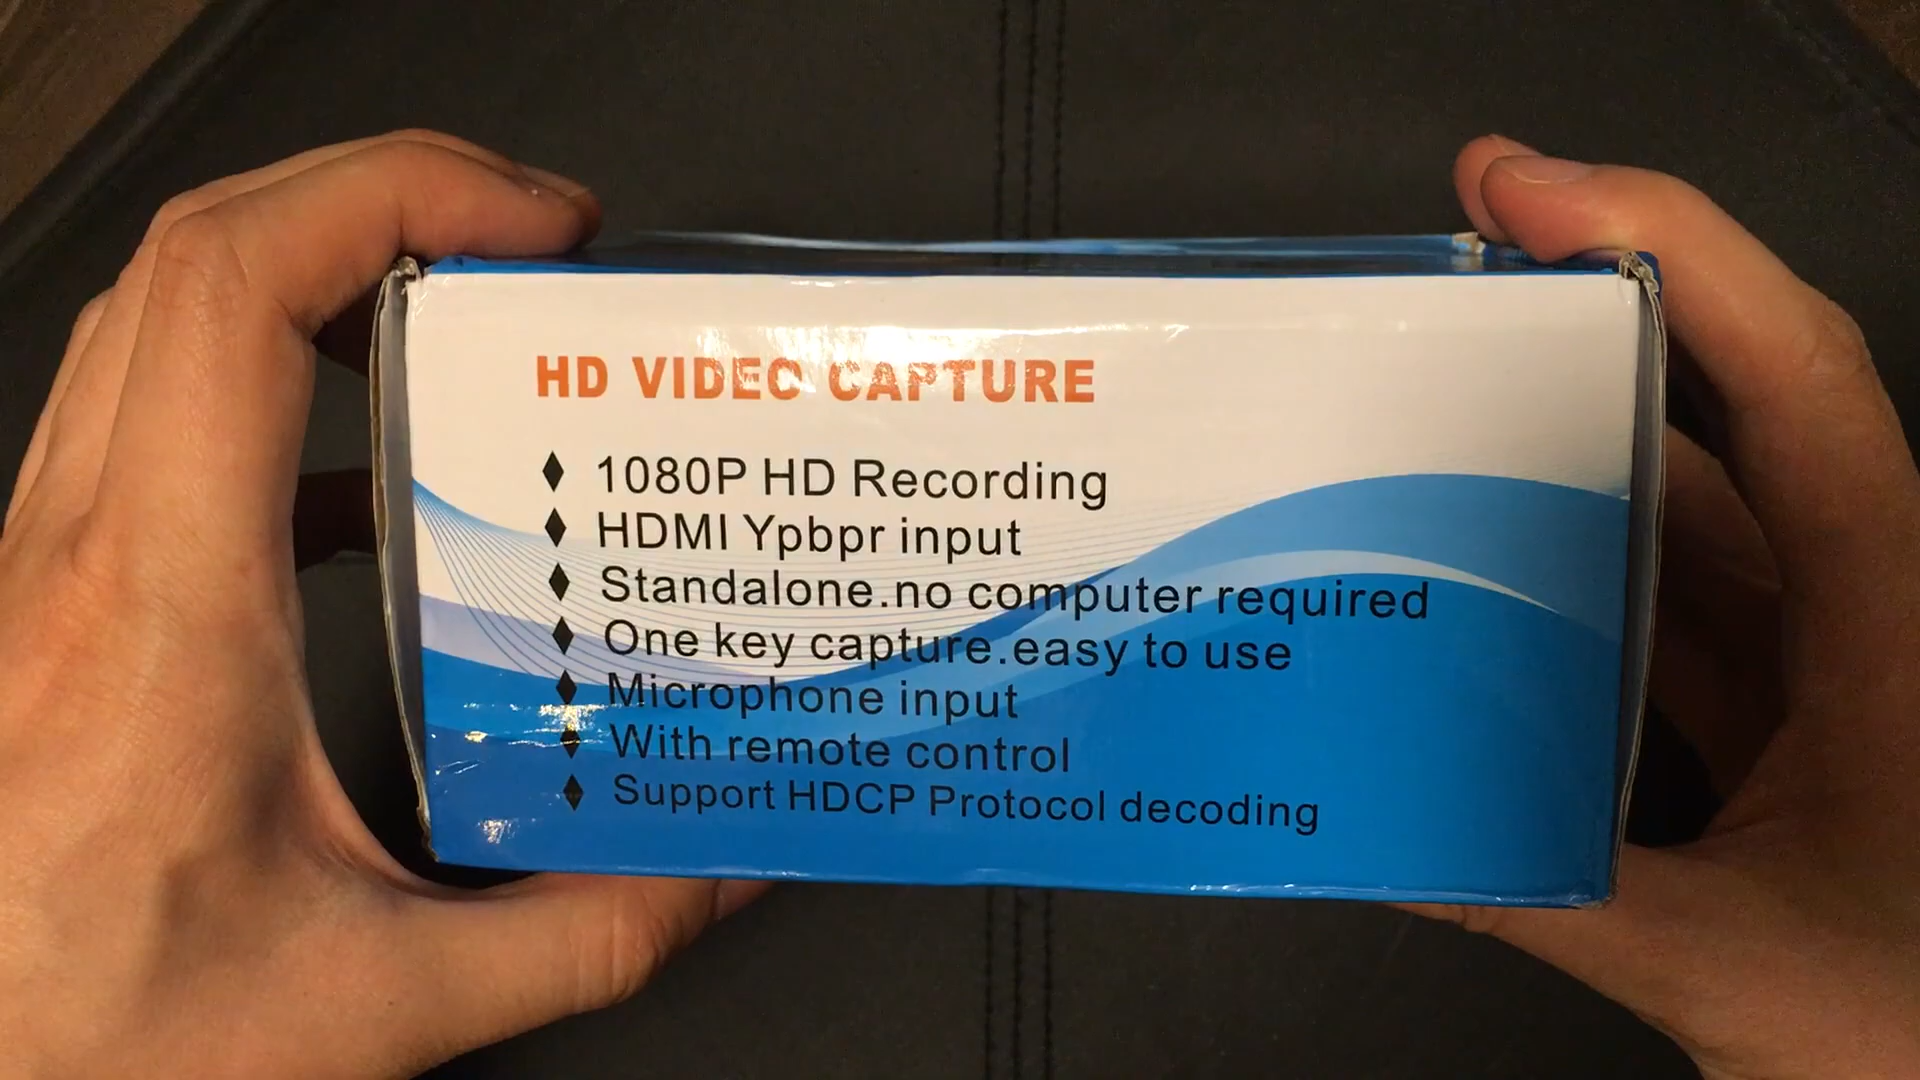 HD VIDEO CAPTURE
♦ 1080P HD Recording
♦ HDMI Ypbpr input
♦ Standalone.no computer required
♦ One key capture.easy to use
♦ Microphone input
♦ With remote control
♦ Support HDCP Protocol decoding